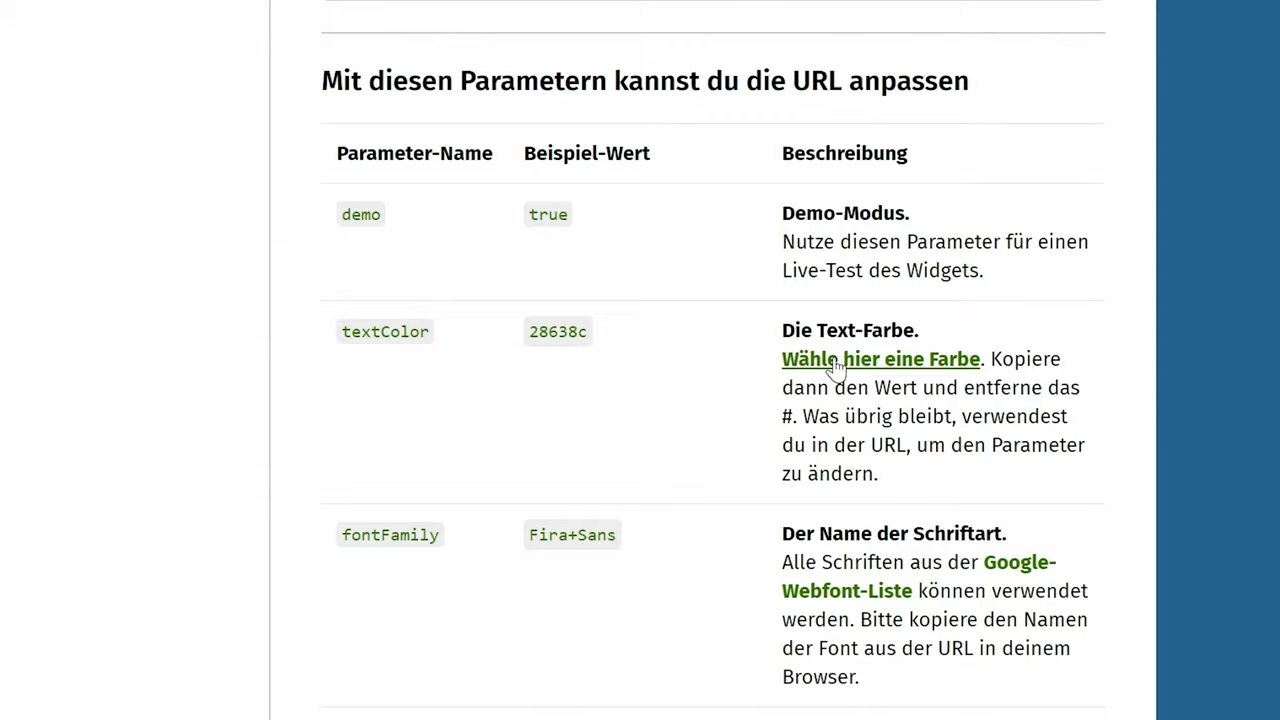 Mit diesen Parametern kannst du die URL anpassen
Parameter-Name Beispiel-Wert Beschreibung
demo true Demo-Modus.
Nutze diesen Parameter für einen
Live-Test des Widgets.
textColor 28638c Die Text-Farbe.
Wähle hier eine Farbe. Kopiere
dann den Wert und entferne das
#. Was übrig bleibt, verwendest
du in der URL, um den Parameter
zu ändern.
fontFamily Fira+Sans Der Name der Schriftart.
Alle Schriften aus der Google-
Webfont-Liste können verwendet
werden. Bitte kopiere den Namen
der Font aus der URL in deinem
Browser.